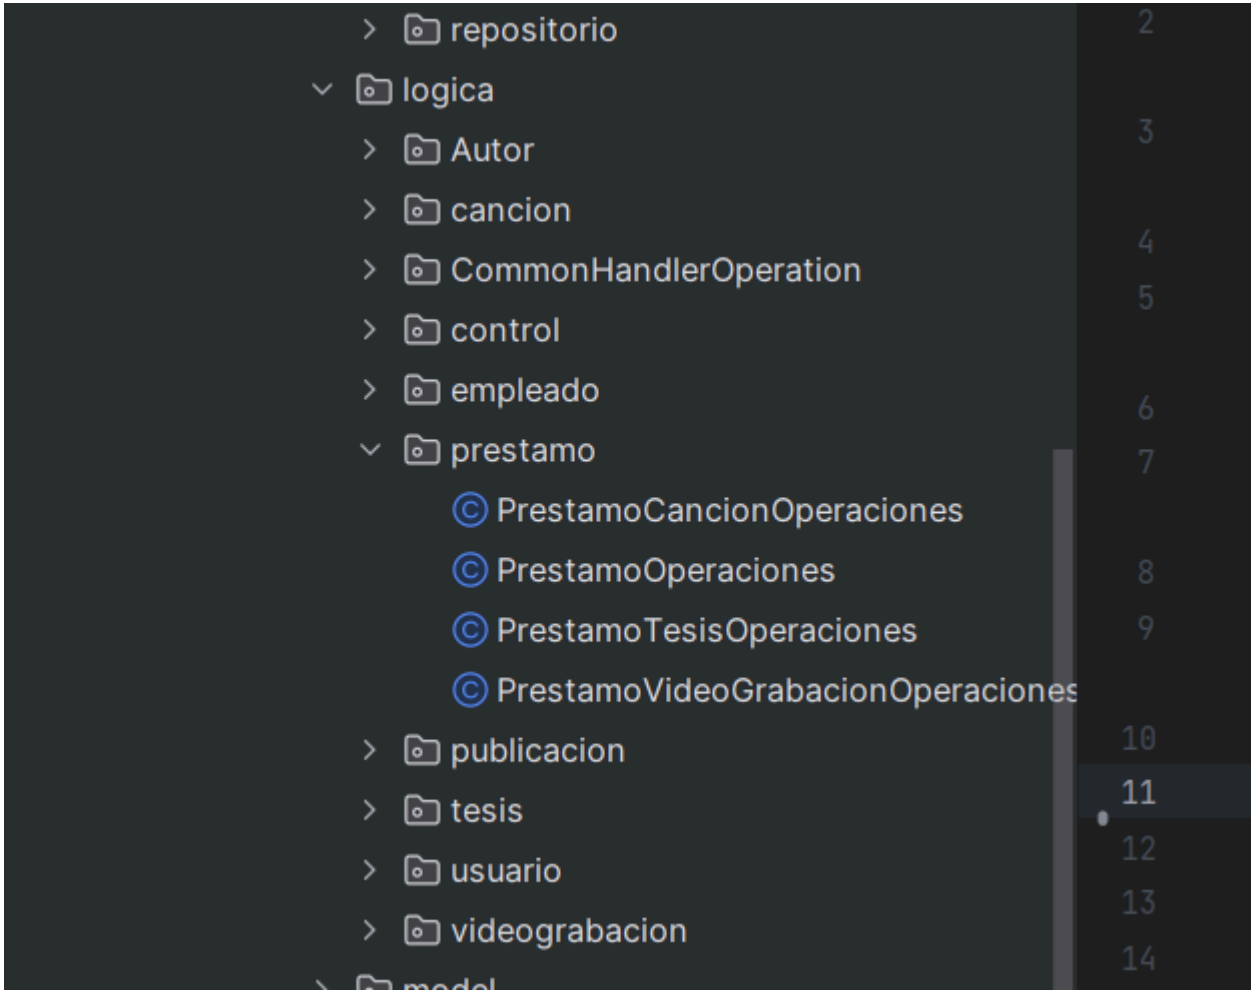 repositorio
2
logica
Autor
3
cancion
4
CommonHandlerOperation
5
control
empleado
6
prestamo
7
PrestamoCancionOperaciones
PrestamoOperaciones
8
PrestamoTesisOperaciones
9
PrestamoVideoGrabacionOperaciones
publicacion
10
11
tesis
12
usuario
13
videograbacion
14
model